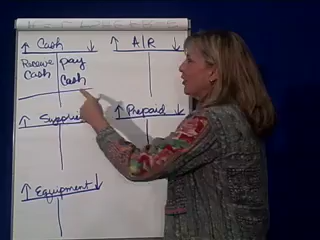 ↑ Cash ↓
↑ A R ↓
Receive pay
Cash Cash
↑ Supplies
↑ Prepaid ↓
↑ Equipment ↓